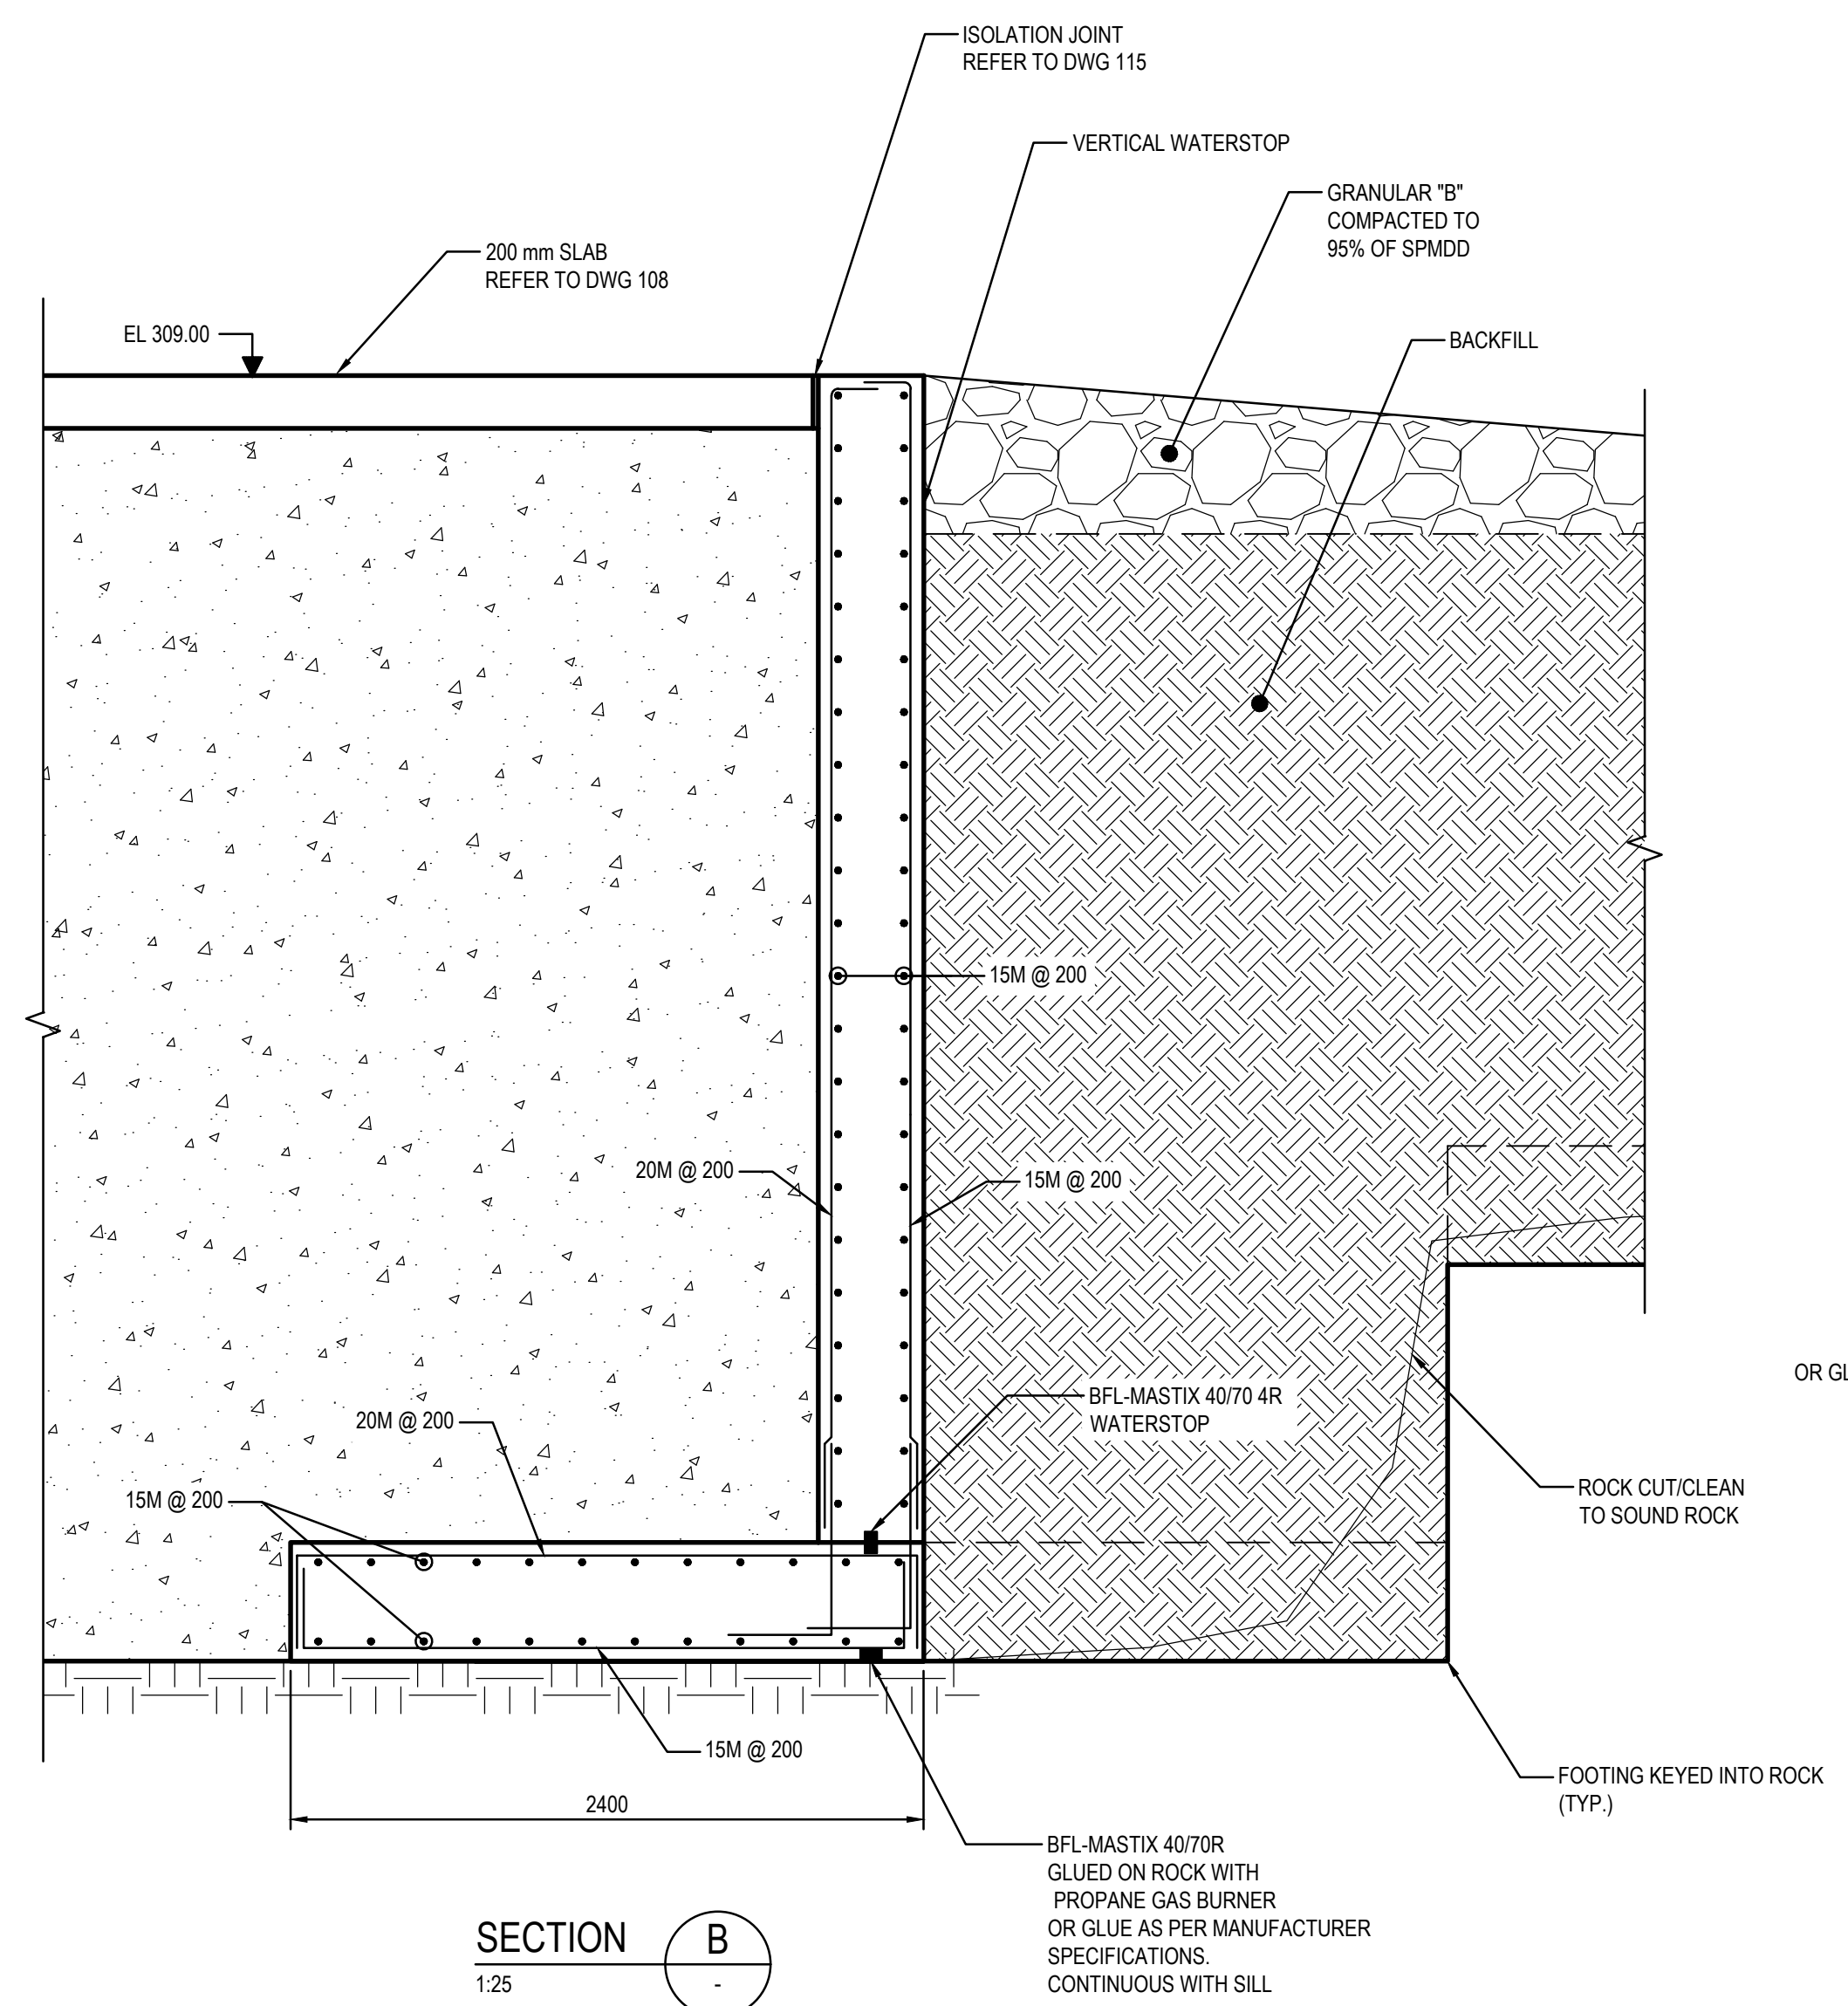 ISOLATION JOINT
REFER TO DWG 115
VERTICAL WATERSTOP
GRANULAR "B"
COMPACTED TO
95% OF SPMDD
200 mm SLAB
REFER TO DWG 108
EL 309.00
BACKFILL
15M @ 200
20M @ 200
15M @ 200
OR GL
BFL-MASTIX 40/70 4R
WATERSTOP
20M @ 200
15M @ 200
ROCK CUT/CLEAN
TO SOUND ROCK
15M @ 200
FOOTING KEYED INTO ROCK
(TYP.)
2400
BFL-MASTIX 40/70R
GLUED ON ROCK WITH
PROPANE GAS BURNER
OR GLUE AS PER MANUFACTURER
SPECIFICATIONS.
CONTINUOUS WITH SILL
SECTION B
1:25 -